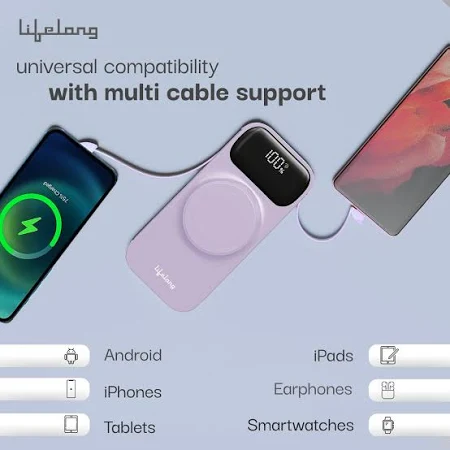 Lifelong
universal compatibility
with multi cable support
100%
Lifelong
Android
iPads
iPhones
Earphones
Tablets
Smartwatches